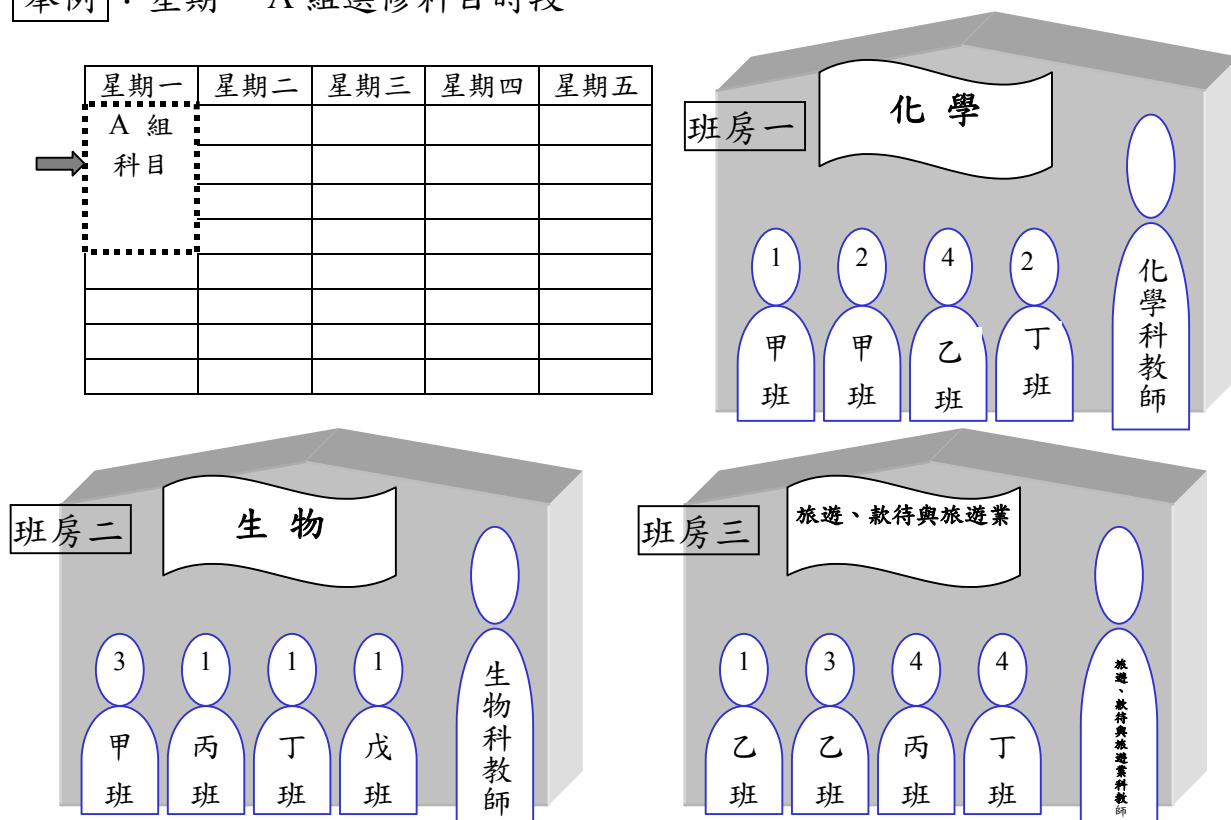 星期一 星期二 星期三 星期四 星期五
A 組
科目
班房一
化 學
1 2 4 2
甲班 甲班 乙班 丁班
化學科教師
班房二
生 物
3 1 1 1
甲班 丙班 丁班 戊班
生物科教師
班房三
旅遊、款待與旅遊業
1 3 4 4
乙班 乙班 丙班 丁班
旅遊、款待與旅遊業科教師